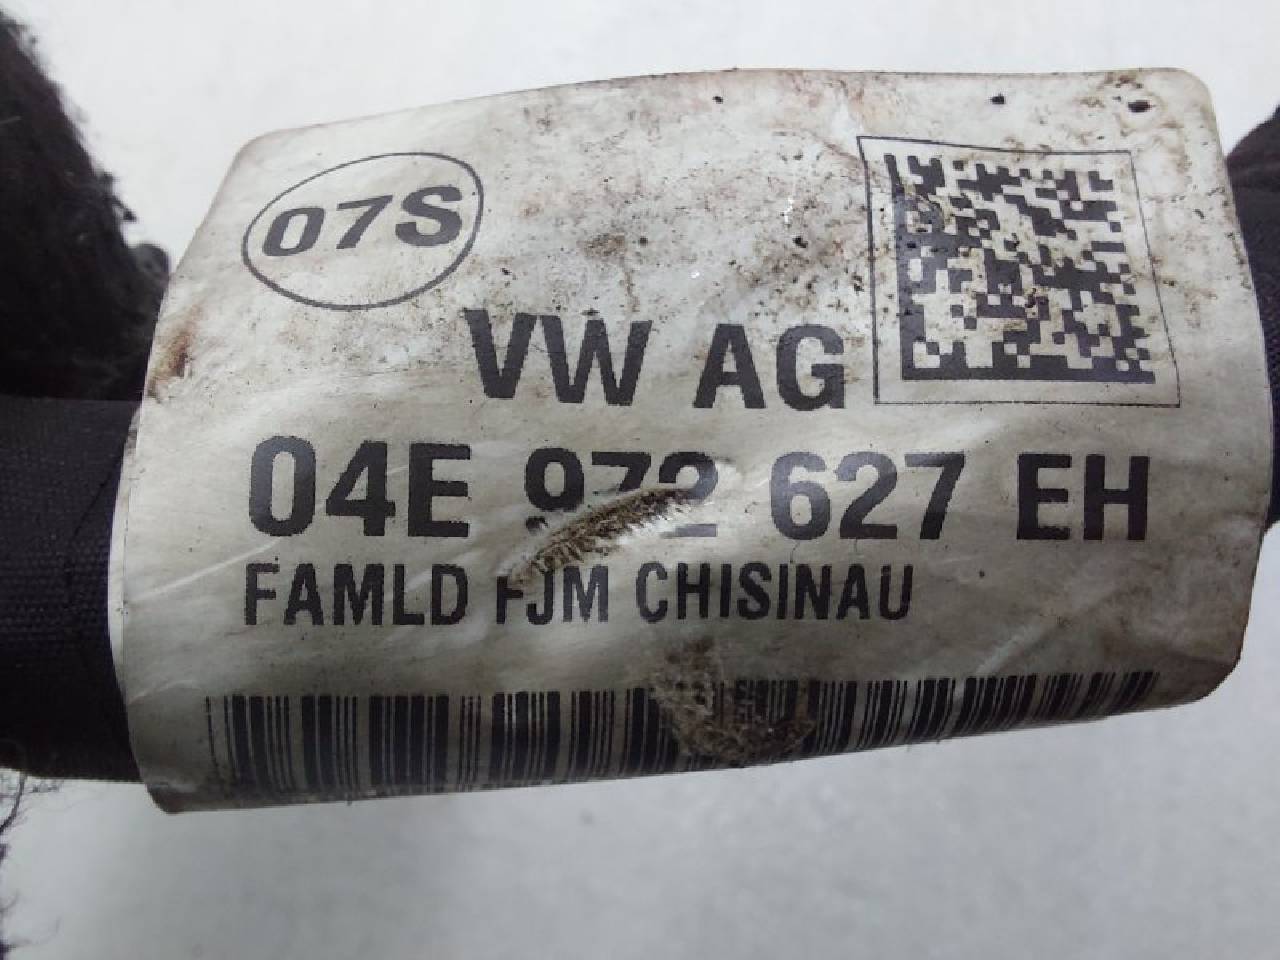 07S
VW AG
04E 972 627 EH
FAMLD FJM CHISINAU